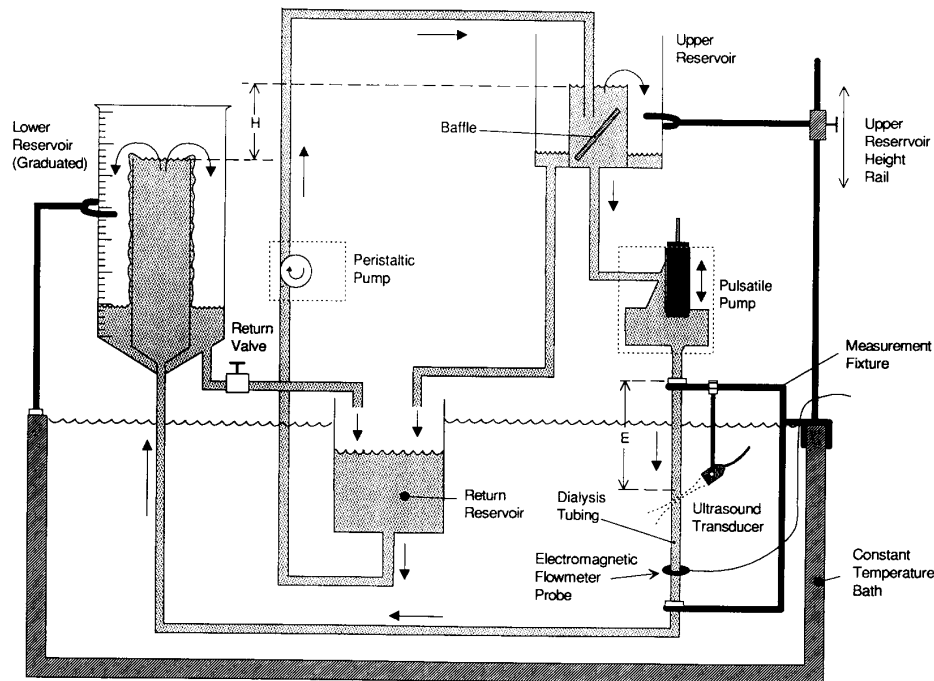 Upper
Reservoir
H
Baffle
Lower
Reservoir
(Graduated)
Upper
Reservroir
Height
Rail
Peristaltic
Pump
Pulsatile
Pump
Return
Valve
Measurement
Fixture
E
Dialysis
Tubing
Ultrasound
Transducer
Return
Reservoir
Electromagnetic
Flowmeter
Probe
Constant
Temperature
Bath